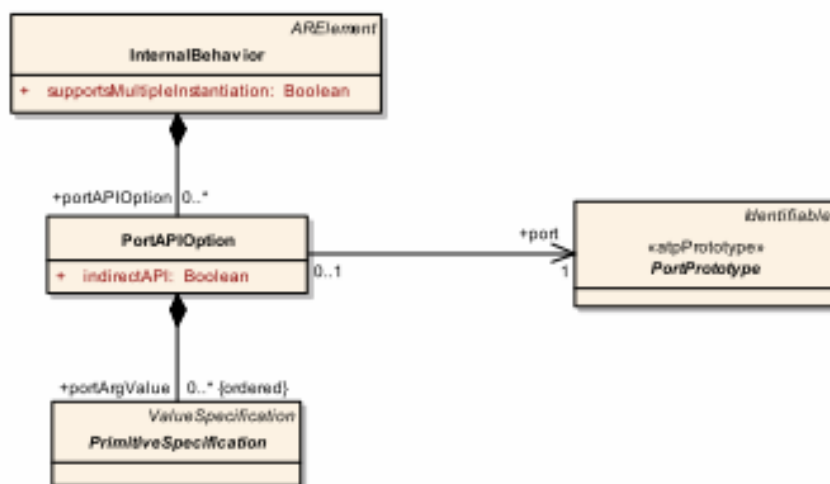 ARElement
InternalBehavior
+ supportsMultipleInstantiation: Boolean
+portAPIOption 0..*
PortAPIOption
+ indirectAPI: Boolean
0..1
+port
1
Identifiable
«atpPrototype»
PortPrototype
+portArgValue 0..* {ordered}
ValueSpecification
PrimitiveSpecification